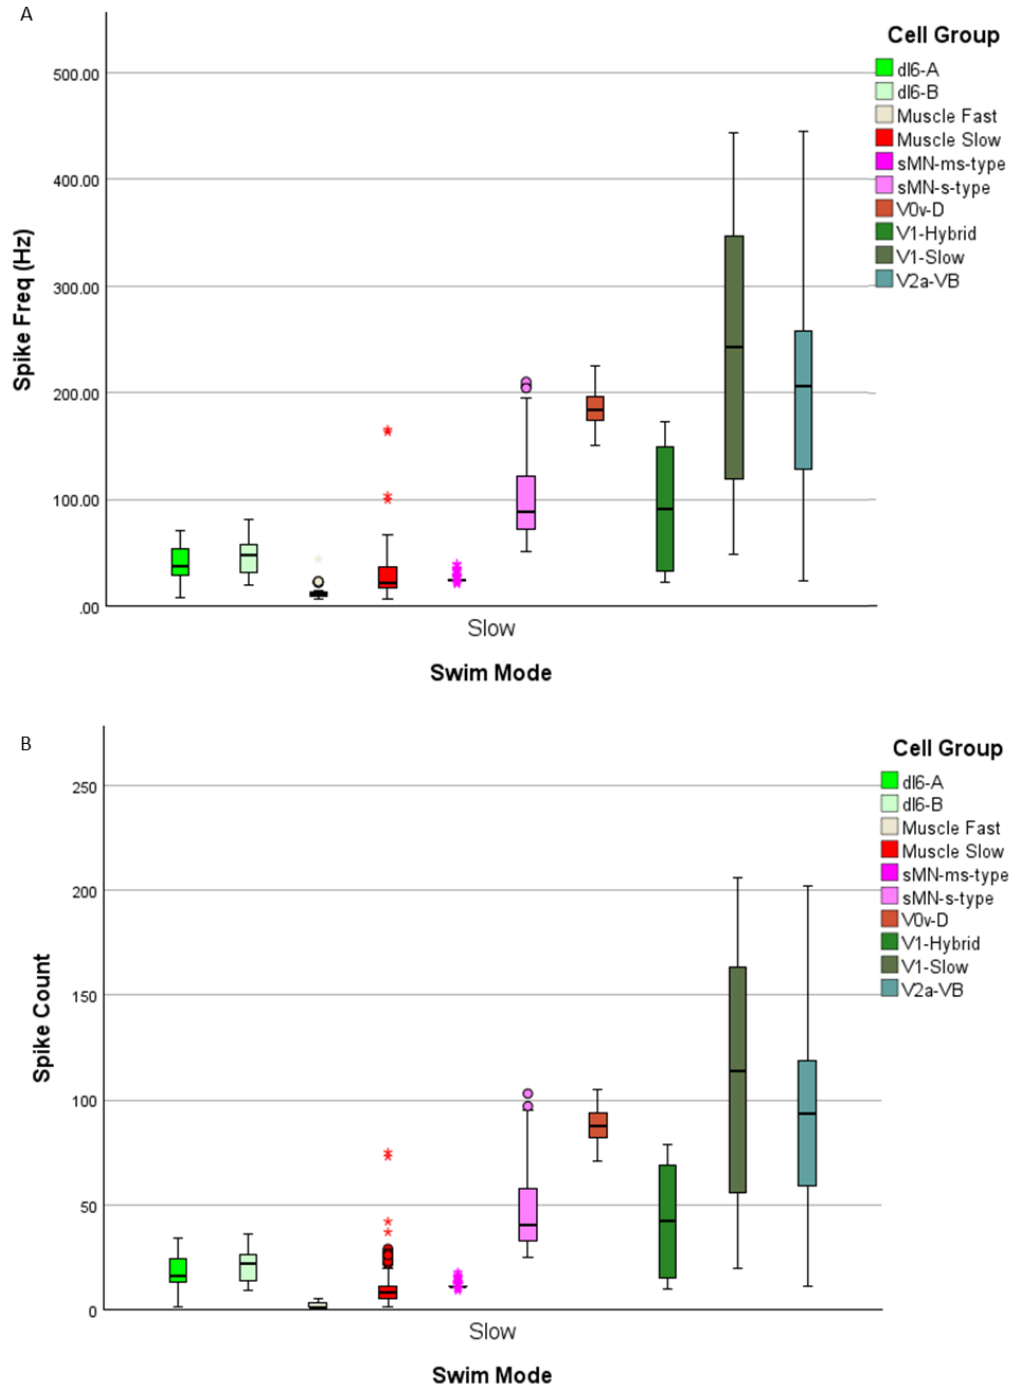 A
Cell Group
500.00
400.00
300.00
200.00
100.00
.00
Spike Freq (Hz)
dI6-A
dI6-B
Muscle Fast
Muscle Slow
sMN-ms-type
sMN-s-type
V0v-D
V1-Hybrid
V1-Slow
V2a-VB
Slow
Swim Mode
B
Cell Group
250
200
150
100
50
0
Spike Count
dI6-A
dI6-B
Muscle Fast
Muscle Slow
sMN-ms-type
sMN-s-type
V0v-D
V1-Hybrid
V1-Slow
V2a-VB
Slow
Swim Mode